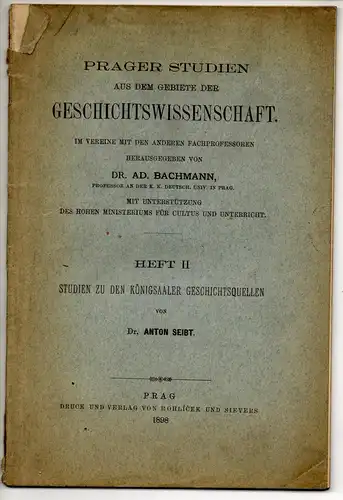 PRAGER STUDIEN
AUS DEM GEBIETE DER
GESCHICHTSWISSENSCHAFT.
IM VEREINE MIT DEN ANDEREN FACHPROFESSOREN
HERAUSGEGEBEN VON
DR. AD. BACHMANN,
PROFESSOR AN DER K. K. DEUTSCH. UNIV. IN PRAG.
MIT UNTERSTÜTZUNG
DES HOHEN MINISTERIUMS FÜR CULTUS UND UNTERRICHT.
HEFT II
STUDIEN ZU DEN KÖNIGSAALER GESCHICHTSQUELLEN
VON
DR. ANTON SEIBT.
PRAG
DRUCK UND VERLAG VON ROHLÍČEK UND SIEVERS
1898